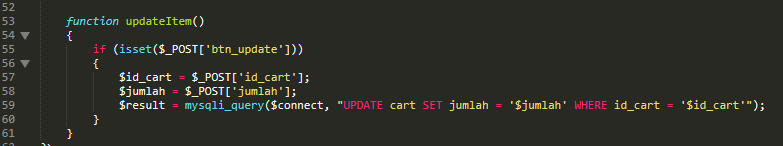 52
53 function updateItem()
54 {
55 if (isset($_POST['btn_update']))
56 {
57 $id_cart = $_POST['id_cart'];
58 $jumlah = $_POST['jumlah'];
59 $result = mysqli_query($connect, "UPDATE cart SET jumlah = '$jumlah' WHERE id_cart = '$id_cart'");
60 }
61 }